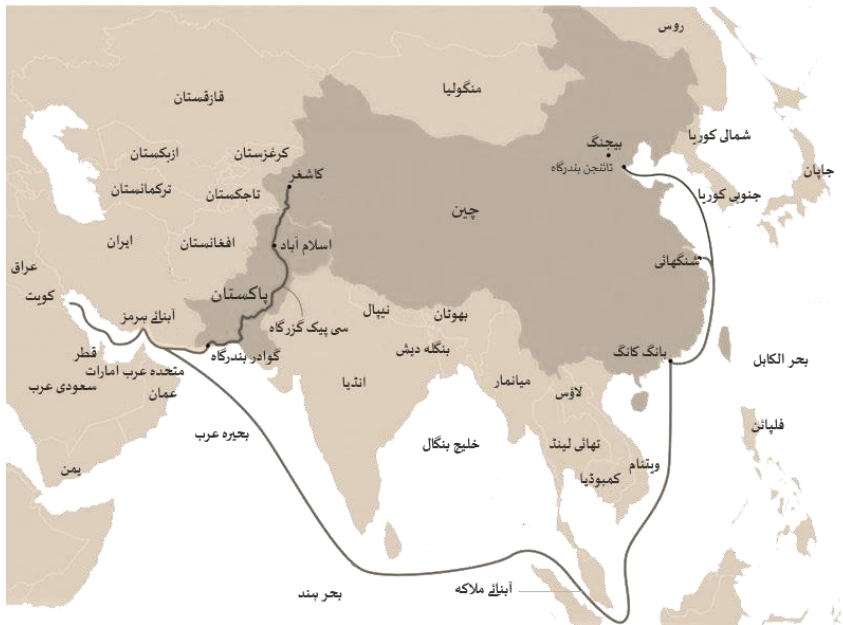 روس
منگولیا
قازقستان
شمالی کوریا
بیجنگ
تائنجن بندرگاہ
جاپان
ازبکستان
کرغزستان
کاشغر
ترکمانستان
تاجکستان
جنوبی کوریا
چین
ایران
افغانستان
اسلام آباد
شنگھائی
عراق
کویت
پاکستان
آبنائے ہرمز
سی پیک گزرگاہ
نیپال
بھوٹان
قطر
گوادر بندرگاہ
بنگلہ دیش
ہانگ کانگ
بحر الکاہل
متحدہ عرب امارات
سعودی عرب
عمان
انڈیا
میانمار
لاؤس
بحیرہ عرب
خلیج بنگال
تھائی لینڈ
فلپائن
یمن
ویتنام
کمبوڈیا
بحر ہند
آبنائے ملاکہ